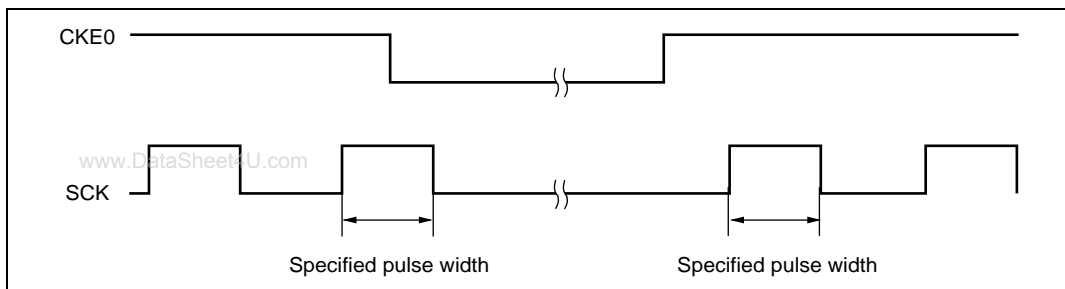 CKE0
www.DataSheet4U.com
SCK
Specified pulse width
Specified pulse width